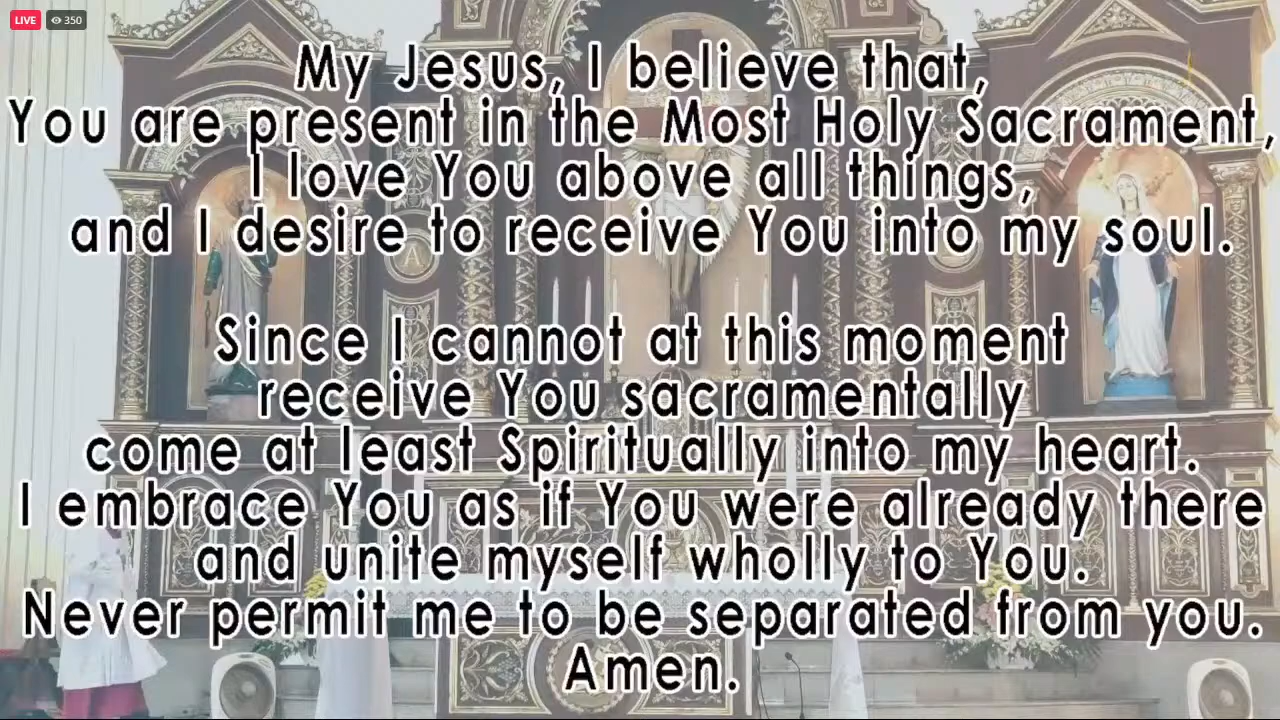 LIVE 350
My Jesus, I believe that,
You are present in the Most Holy Sacrament,
I love You above all things,
and I desire to receive You into my soul.
Since I cannot at this moment
receive You sacramentally
come at least Spiritually into my heart.
I embrace You as if You were already there
and unite myself wholly to You.
Never permit me to be separated from you.
Amen.
A